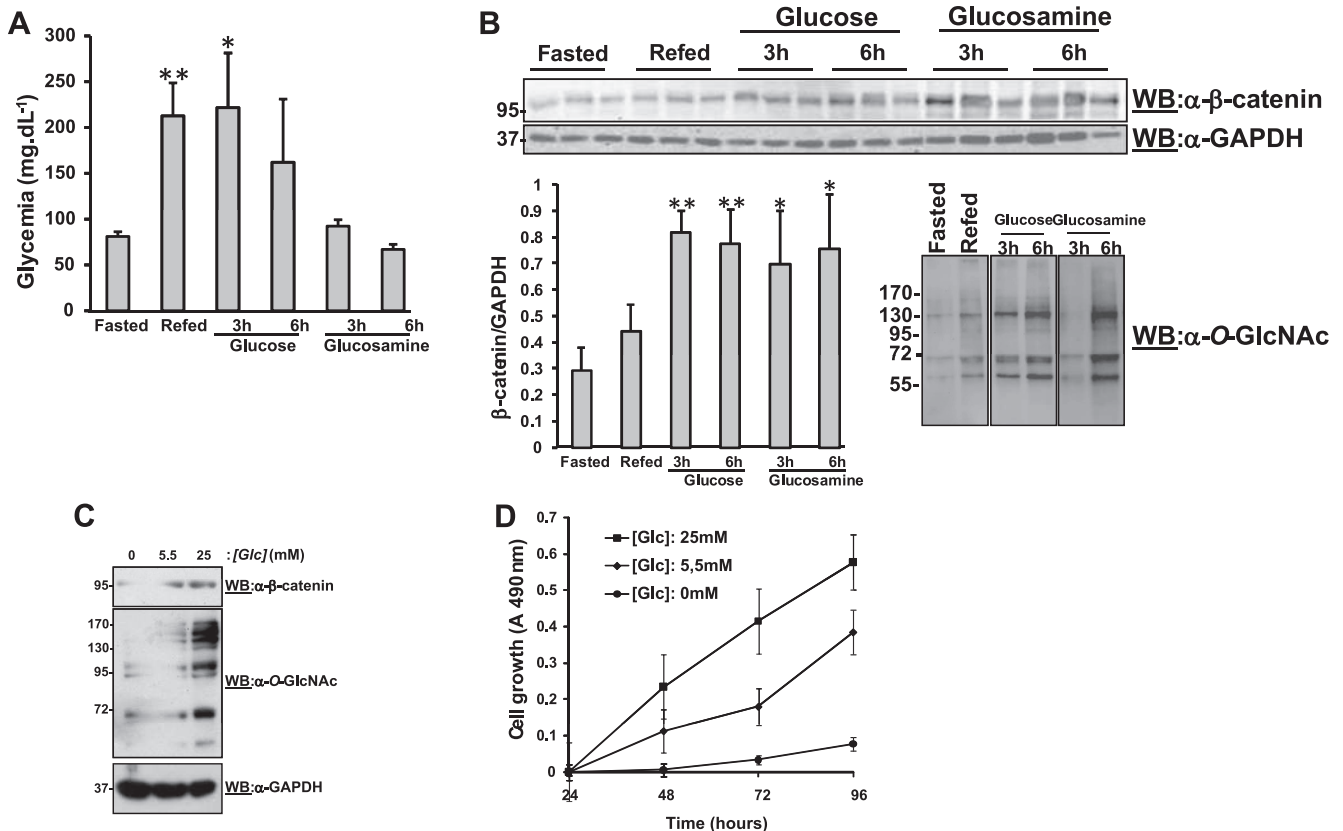 A
Glycemia (mg.dL-1)
300
250
200
150
100
50
0
**
*
Fasted Refed 3h 6h 3h 6h
Glucose Glucosamine
B
Glucose Glucosamine
Fasted Refed 3h 6h 3h 6h
95- WB:α-β-catenin
37- WB:α-GAPDH
β-catenin/GAPDH
1
0.9
0.8
0.7
0.6
0.5
0.4
0.3
0.2
0.1
0
** ** * *
Fasted Refed 3h 6h 3h 6h
Glucose Glucosamine
Fasted Refed Glucose Glucosamine
3h 6h 3h 6h
170-
130-
95-
72-
55-
WB:α-O-GlcNAc
C
0 5.5 25 :[Glc] (mM)
95- WB:α-β-catenin
170-
130-
95-
72-
WB:α-O-GlcNAc
37- WB:α-GAPDH
D
Cell growth (A 490nm)
0.7
0.6
0.5
0.4
0.3
0.2
0.1
0
[Glc]: 25mM
[Glc]: 5,5mM
[Glc]: 0mM
24 48 72 96
Time (hours)